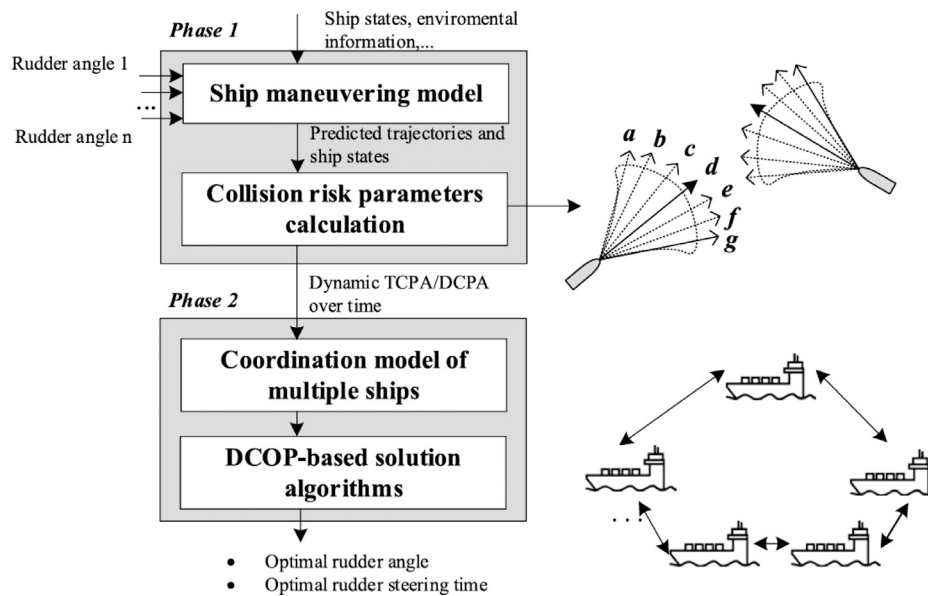 Phase 1
Ship states, enviromental
information,...
Rudder angle 1
...
Rudder angle n
Ship maneuvering model
Predicted trajectories and
ship states
Collision risk parameters
calculation
a
b
c
d
e
f
g
Dynamic TCPA/DCPA
over time
Phase 2
Coordination model of
multiple ships
DCOP-based solution
algorithms
• Optimal rudder angle
• Optimal rudder steering time
...